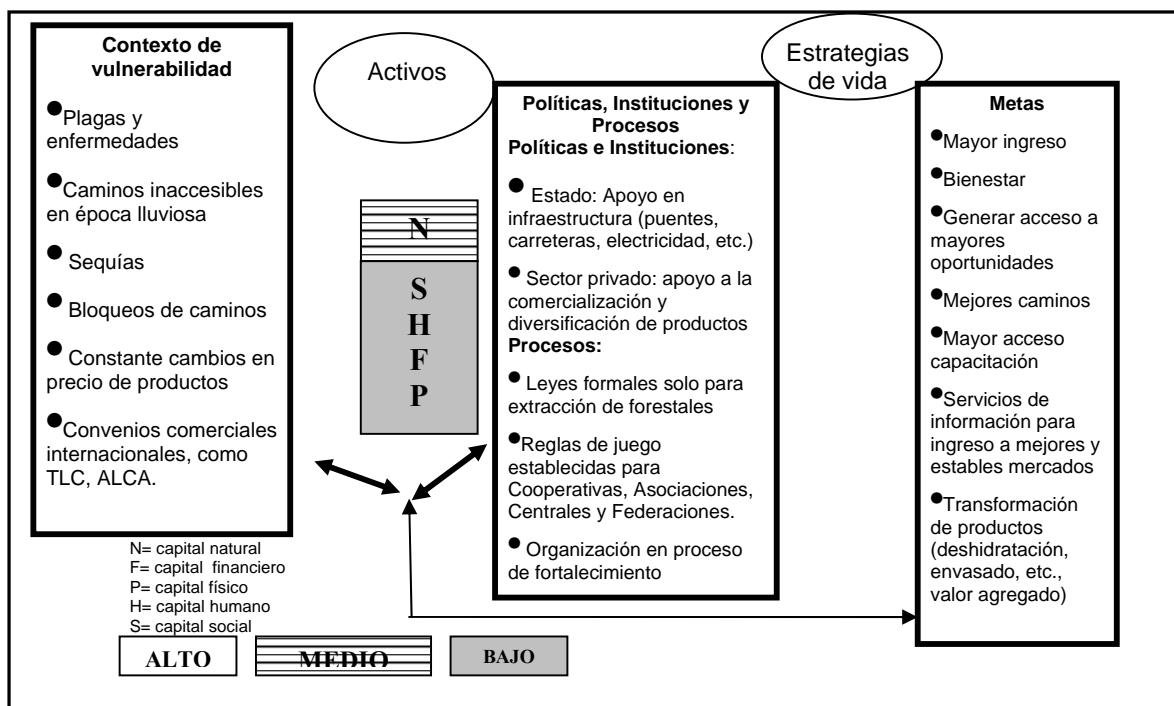 Contexto de
vulnerabilidad
●Plagas y
enfermedades
●Caminos inaccesibles
en época lluviosa
● Sequías
● Bloqueos de caminos
● Constante cambios en
precio de productos
●Convenios comerciales
internacionales, como
TLC, ALCA.
Activos
N
S
H
F
P
Políticas, Instituciones y
Procesos
Políticas e Instituciones:
● Estado: Apoyo en
infraestructura (puentes,
carreteras, electricidad, etc.)
● Sector privado: apoyo a la
comercialización y
diversificación de productos
Procesos:
● Leyes formales solo para
extracción de forestales
●Reglas de juego
establecidas para
Cooperativas, Asociaciones,
Centrales y Federaciones.
● Organización en proceso
de fortalecimiento
Estrategias
de vida
Metas
●Mayor ingreso
●Bienestar
●Generar acceso a
mayores
oportunidades
●Mejores caminos
●Mayor acceso
capacitación
●Servicios de
información para
ingreso a mejores y
estables mercados
●Transformación
de productos
(deshidratación,
envasado, etc.,
valor agregado)
N= capital natural
F= capital financiero
P= capital físico
H= capital humano
S= capital social
ALTO
MEDIO
BAJO